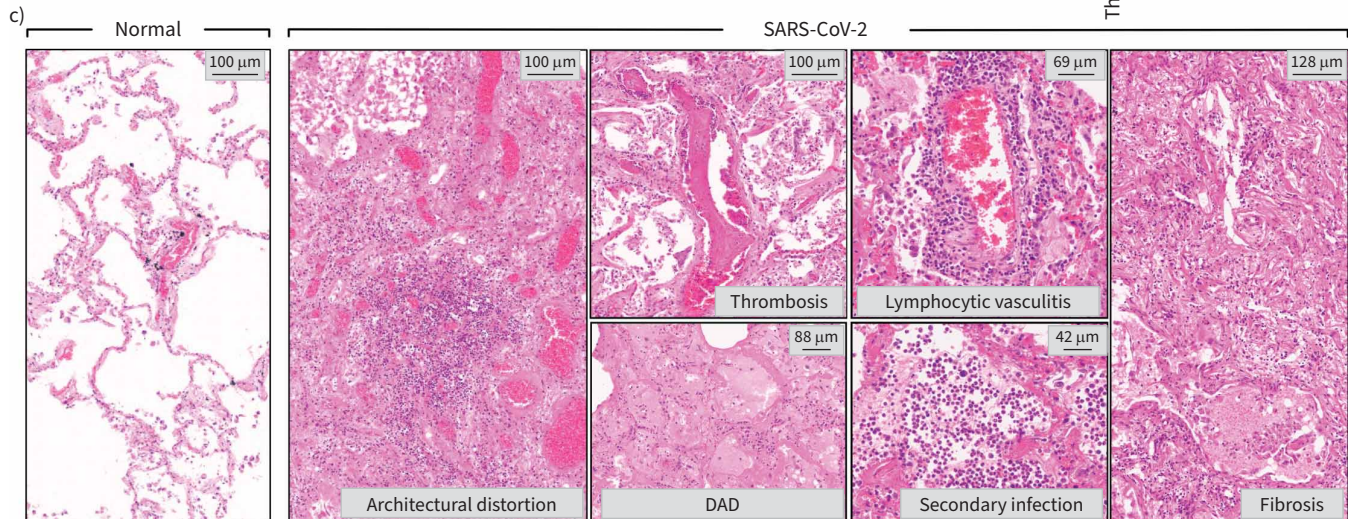 c)
Th
Normal
SARS-CoV-2
100 μm
100 μm
100 μm
69 μm
128 μm
Thrombosis
Lymphocytic vasculitis
88 μm
42 μm
Architectural distortion
DAD
Secondary infection
Fibrosis